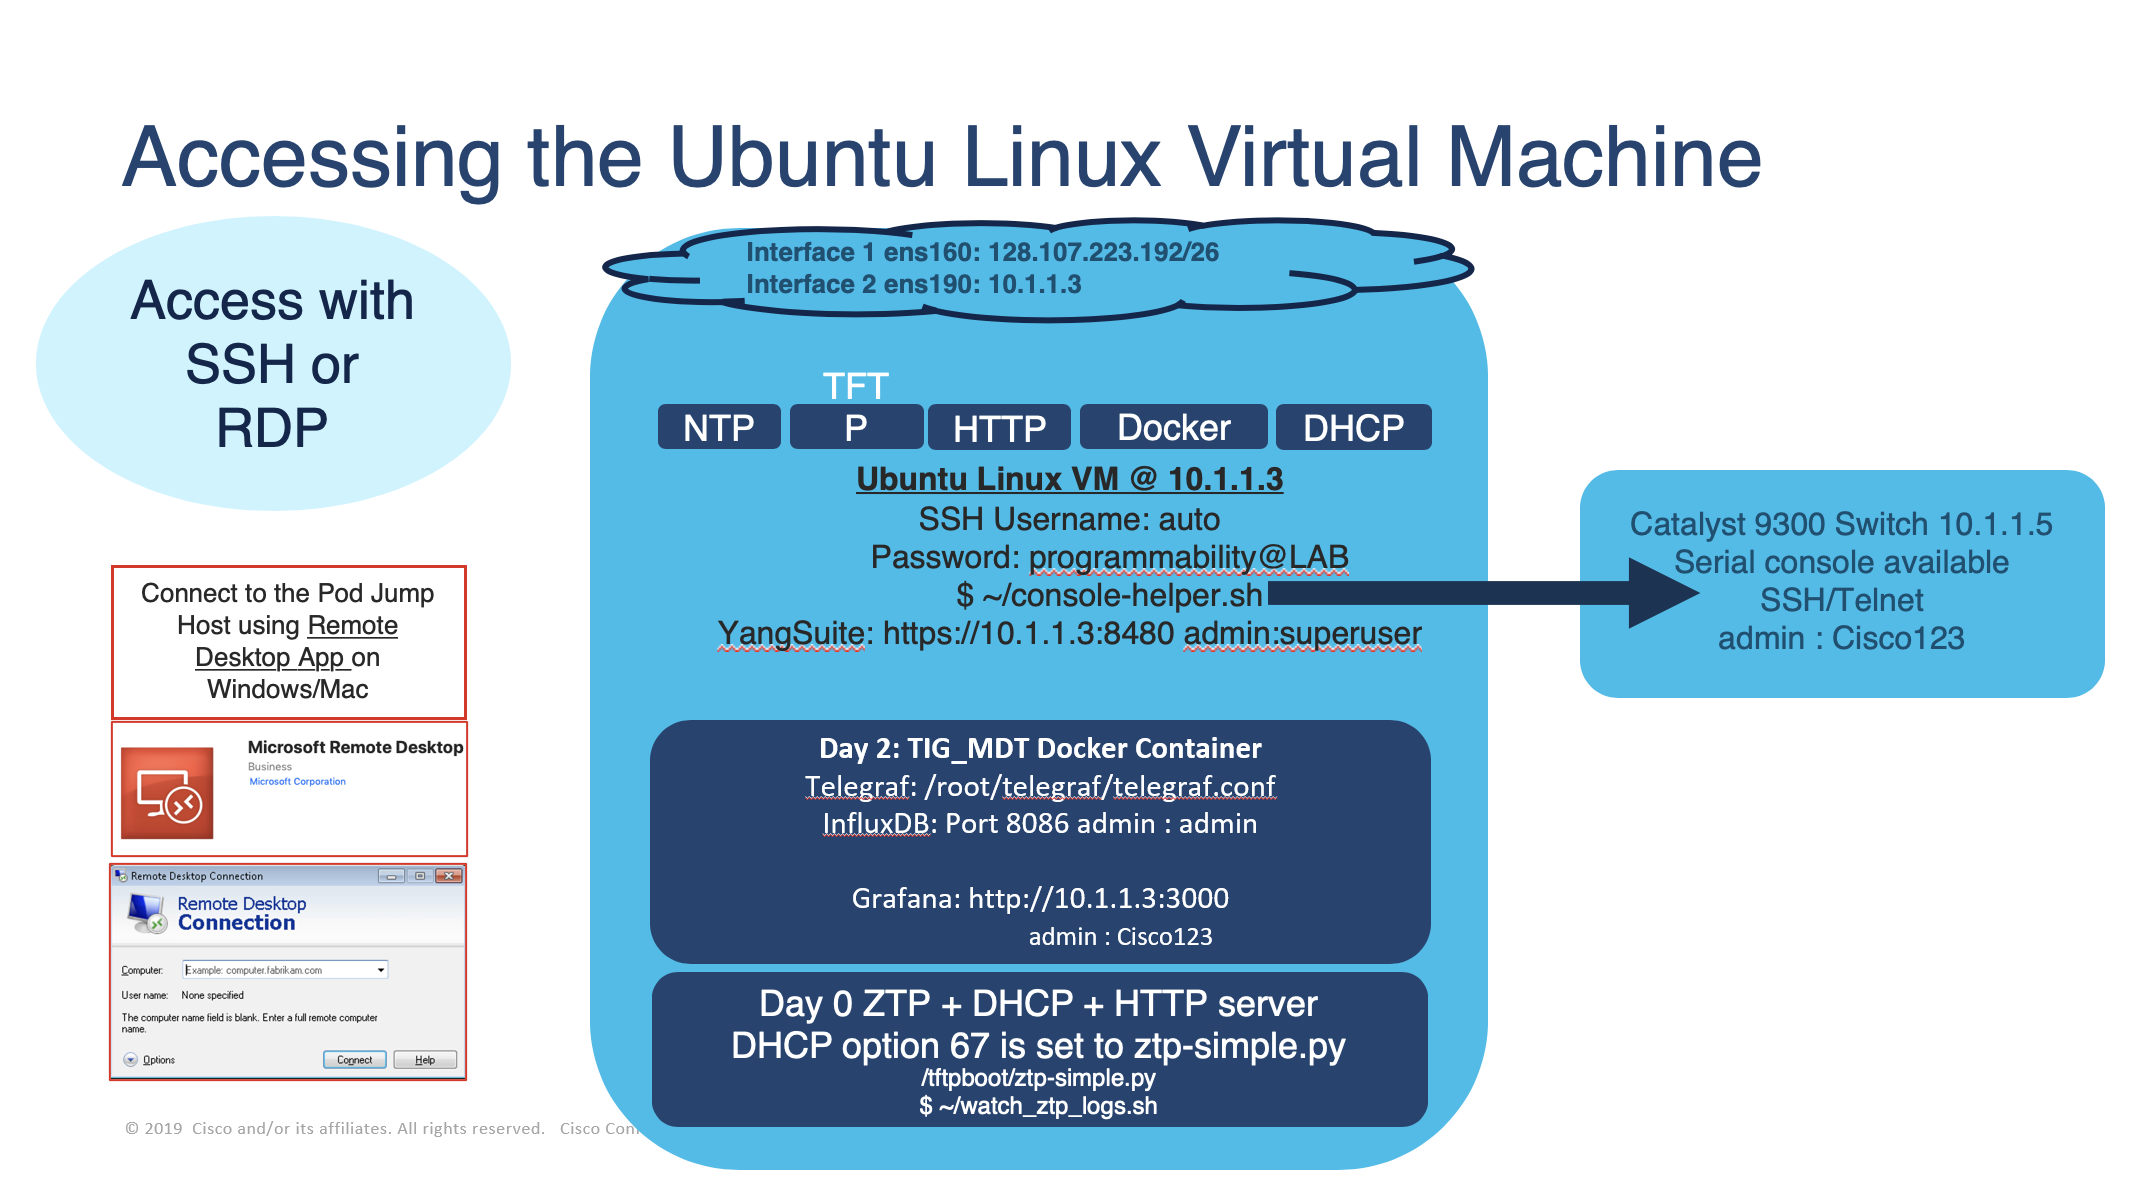 Accessing the Ubuntu Linux Virtual Machine
Access with
SSH or
RDP
Connect to the Pod Jump
Host using Remote
Desktop App on
Windows/Mac
Microsoft Remote Desktop
Business
Microsoft Corporation
Remote Desktop Connection
Remote Desktop
Connection
Computer:
Example: computer.fabrikam.com
User name: None specified
The computer name field is blank. Enter a full remote computer
name.
Options
Connect
Help
© 2019 Cisco and/or its affiliates. All rights reserved. Cisco
Interface 1 ens160: 128.107.223.192/26
Interface 2 ens190: 10.1.1.3
NTP
TFT
P
HTTP
Docker
DHCP
Ubuntu Linux VM @ 10.1.1.3
SSH Username: auto
Password: programmability@LAB
$ ~/console-helper.sh
YangSuite: https://10.1.1.3:8480 admin:superuser
Day 2: TIG_MDT Docker Container
Telegraf: /root/telegraf/telegraf.conf
InfluxDB: Port 8086 admin : admin
Grafana: http://10.1.1.3:3000
admin : Cisco123
Day 0 ZTP + DHCP + HTTP server
DHCP option 67 is set to ztp-simple.py
/tftpboot/ztp-simple.py
$ ~/watch_ztp_logs.sh
Catalyst 9300 Switch 10.1.1.5
Serial console available
SSH/Telnet
admin : Cisco123